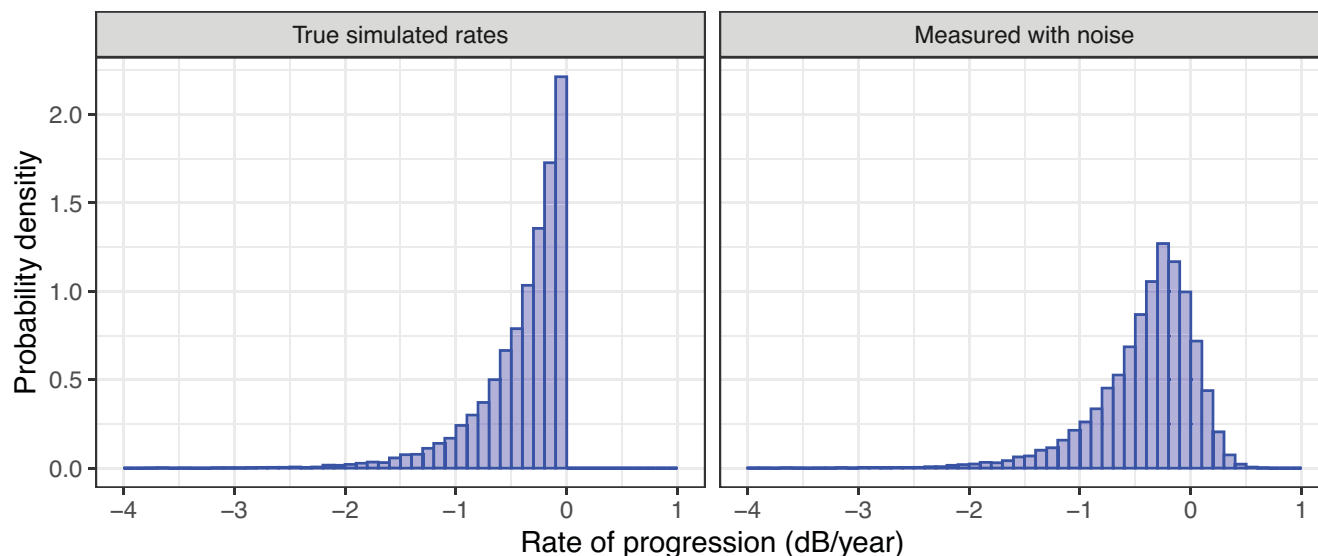 True simulated rates
Measured with noise
Probability densitiy
2.0
1.5
1.0
0.5
0.0
−4 −3 −2 −1 0 1
−4 −3 −2 −1 0 1
Rate of progression (dB/year)